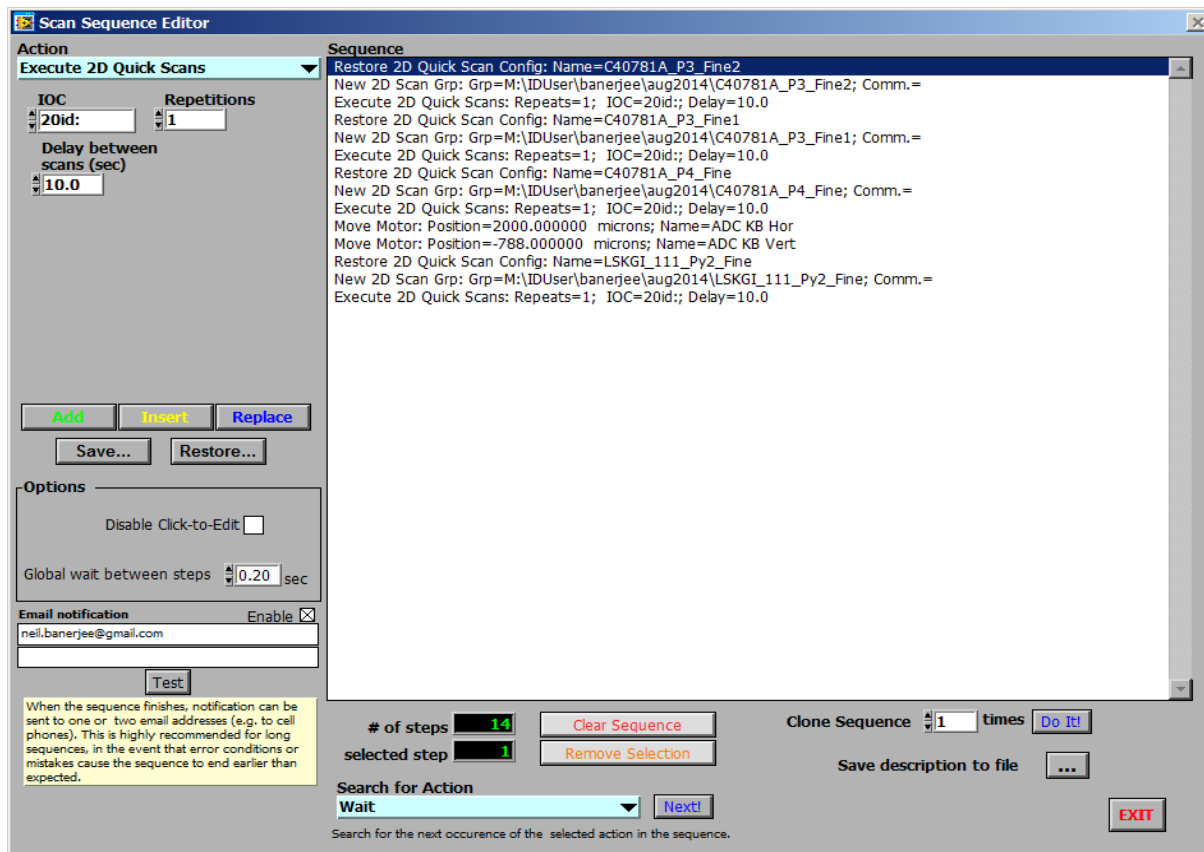 Scan Sequence Editor
Action
Execute 2D Quick Scans
IOC
Repetitions
20id:
1
Delay between
scans (sec)
10.0
Add
Insert
Replace
Save...
Restore...
Options
Disable Click-to-Edit
Global wait between steps
0.20
sec
Email notification
Enable
neil.banerjee@gmail.com
Test
When the sequence finishes, notification can be
sent to one or  two email addresses (e.g. to cell
phones). This is highly recommended for long
sequences, in the event that error conditions or
mistakes cause the sequence to end earlier than
expected.
Sequence
Restore 2D Quick Scan Config: Name=C40781A_P3_Fine2
New 2D Scan Grp: Grp=M:\IDUser\banerjee\aug2014\C40781A_P3_Fine2; Comm.=
Execute 2D Quick Scans: Repeats=1;  IOC=20id:; Delay=10.0
Restore 2D Quick Scan Config: Name=C40781A_P3_Fine1
New 2D Scan Grp: Grp=M:\IDUser\banerjee\aug2014\C40781A_P3_Fine1; Comm.=
Execute 2D Quick Scans: Repeats=1;  IOC=20id:; Delay=10.0
Restore 2D Quick Scan Config: Name=C40781A_P4_Fine
New 2D Scan Grp: Grp=M:\IDUser\banerjee\aug2014\C40781A_P4_Fine; Comm.=
Execute 2D Quick Scans: Repeats=1;  IOC=20id:; Delay=10.0
Move Motor: Position=2000.000000  microns; Name=ADC KB Hor
Move Motor: Position=-788.000000  microns; Name=ADC KB Vert
Restore 2D Quick Scan Config: Name=LSKGI_111_Py2_Fine
New 2D Scan Grp: Grp=M:\IDUser\banerjee\aug2014\LSKGI_111_Py2_Fine; Comm.=
Execute 2D Quick Scans: Repeats=1;  IOC=20id:; Delay=10.0
# of steps
14
Clear Sequence
selected step
1
Remove Selection
Clone Sequence
1
times
Do It!
Save description to file
...
Search for Action
Wait
Next!
Search for the next occurence of the  selected action in the sequence.
EXIT